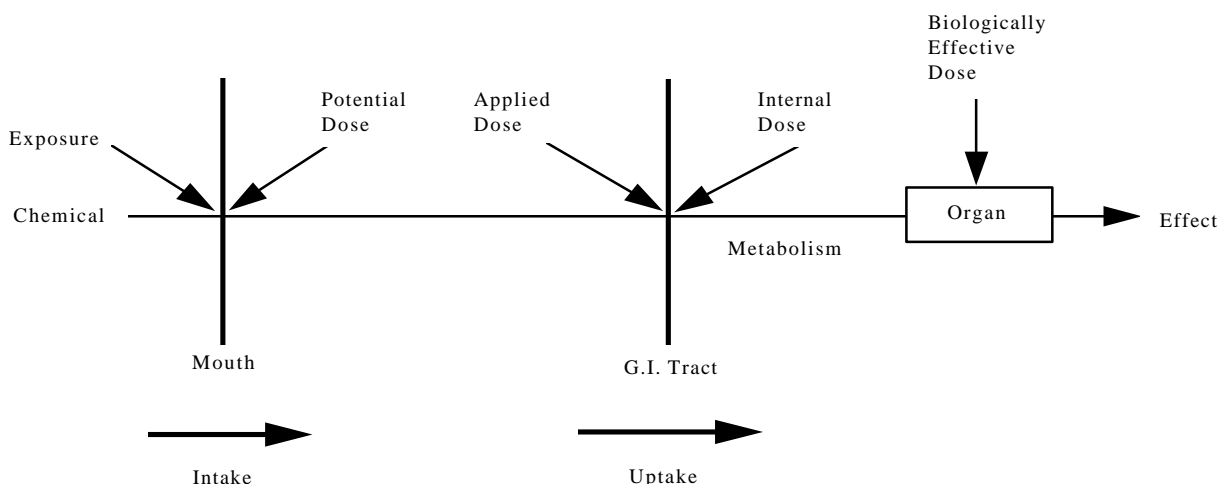 Biologically
Effective
Dose
Potential
Dose
Applied
Dose
Internal
Dose
Exposure
Chemical
Organ
Effect
Metabolism
Mouth
G.I. Tract
Intake
Uptake